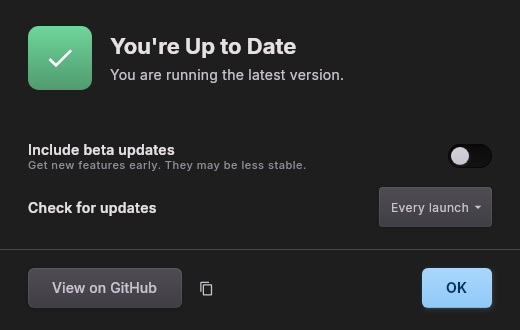 You're Up to Date
You are running the latest version.
Include beta updates
Get new features early. They may be less stable.
Check for updates
Every launch
View on GitHub
OK